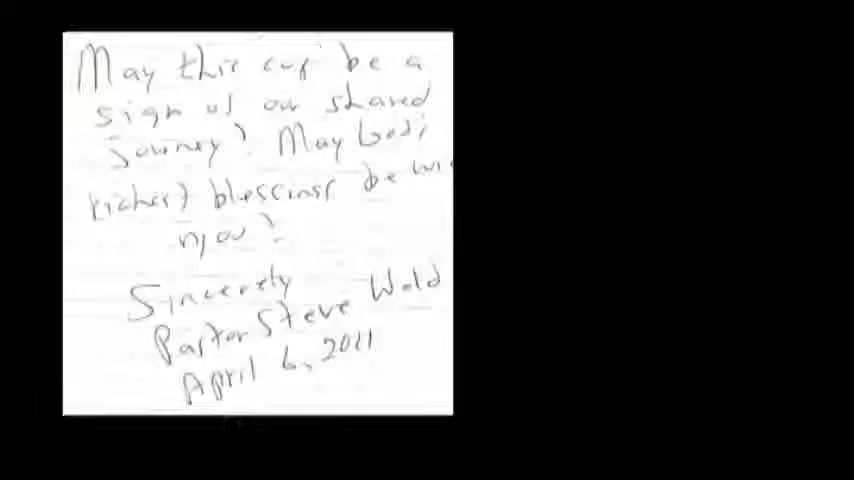 May this cup be a
sign of our shared
Journey! May God's
richest blessings be wi
you!
Sincerely
Pastor Steve Wold
April 6, 2011